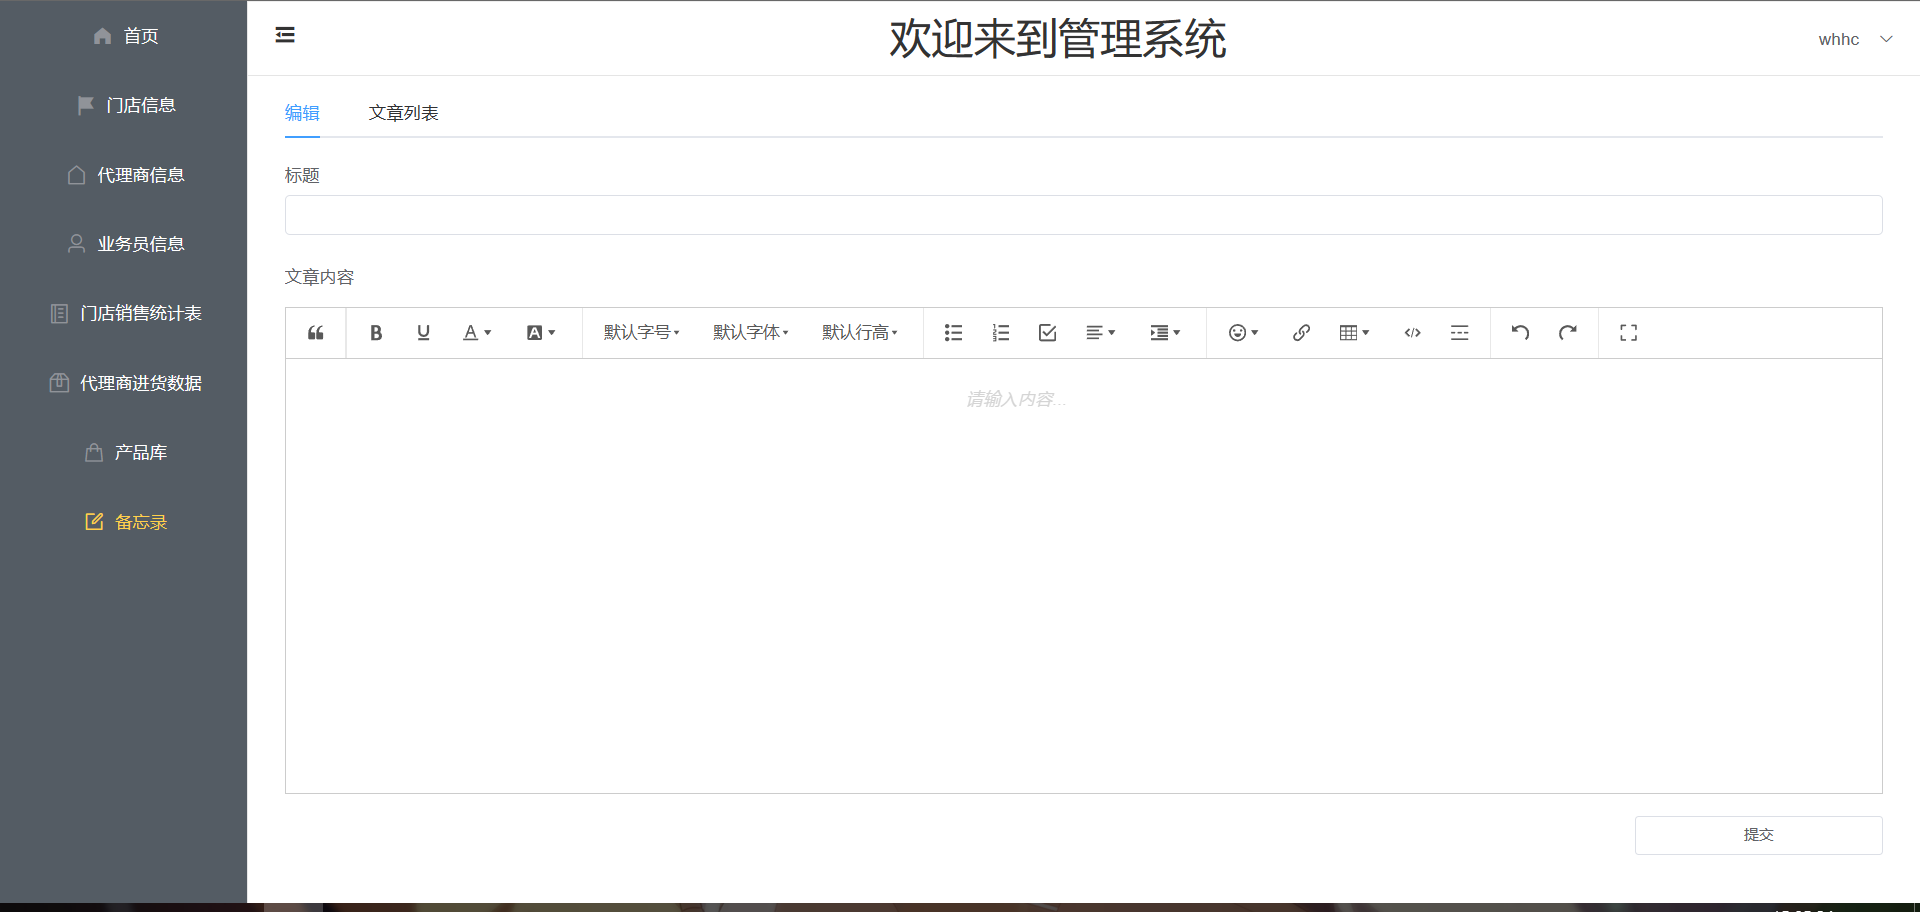 首页
门店信息
代理商信息
业务员信息
门店销售统计表
代理商进货数据
产品库
备忘录
欢迎来到管理系统
whhc
编辑 文章列表
标题
文章内容
B U A A 默认字号 默认字体 默认行高
请输入内容...
提交